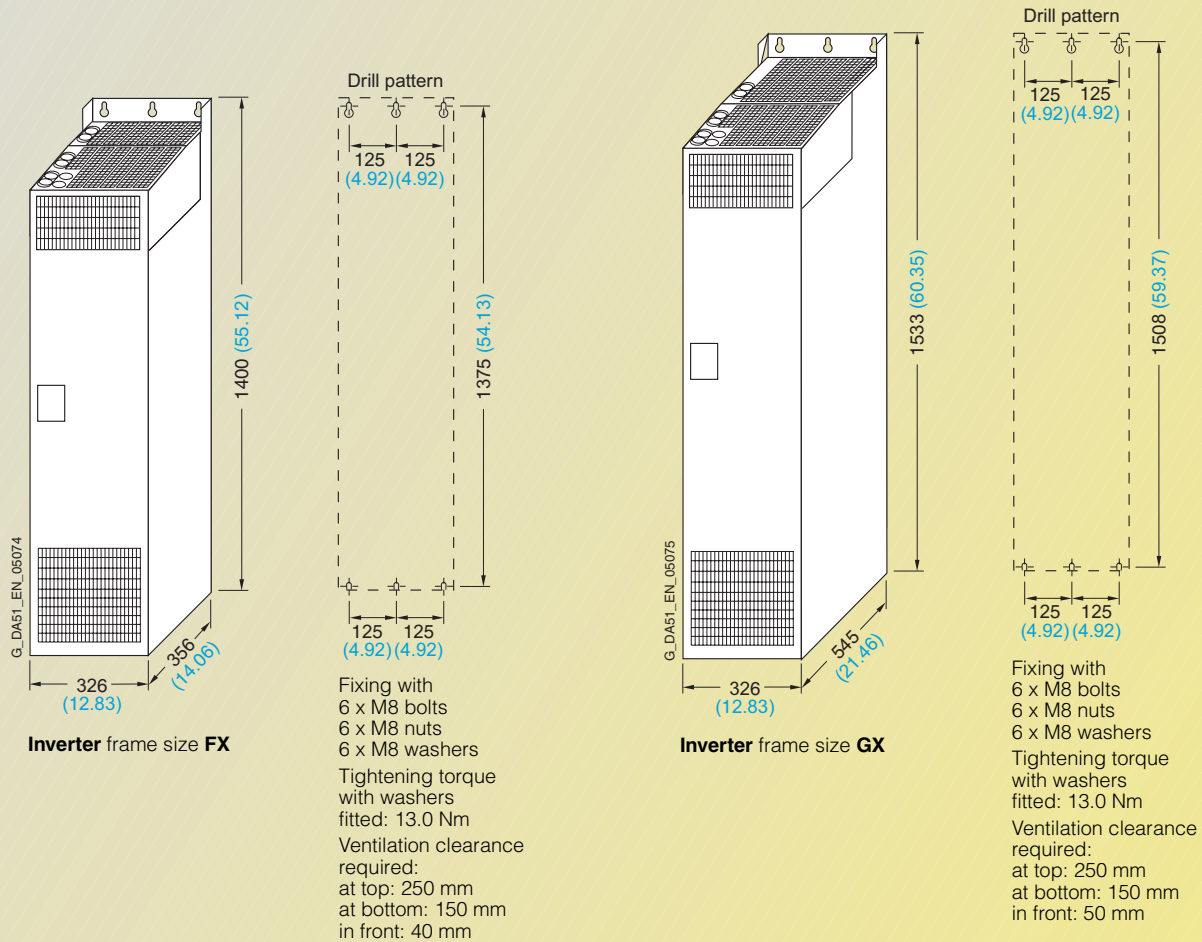 Drill pattern
125 125
(4.92) (4.92)
1400 (55.12)
1375 (54.13)
G_DA51_EN_05074
326
(12.83)
356
(14.06)
125 125
(4.92) (4.92)
Inverter frame size FX
Fixing with
6 x M8 bolts
6 x M8 nuts
6 x M8 washers
Tightening torque
with washers
fitted: 13.0 Nm
Ventilation clearance
required:
at top: 250 mm
at bottom: 150 mm
in front: 40 mm
Drill pattern
125 125
(4.92) (4.92)
1533 (60.35)
1508 (59.37)
G_DA51_EN_05075
326
(12.83)
545
(21.46)
125 125
(4.92) (4.92)
Inverter frame size GX
Fixing with
6 x M8 bolts
6 x M8 nuts
6 x M8 washers
Tightening torque
with washers
fitted: 13.0 Nm
Ventilation clearance
required:
at top: 250 mm
at bottom: 150 mm
in front: 50 mm